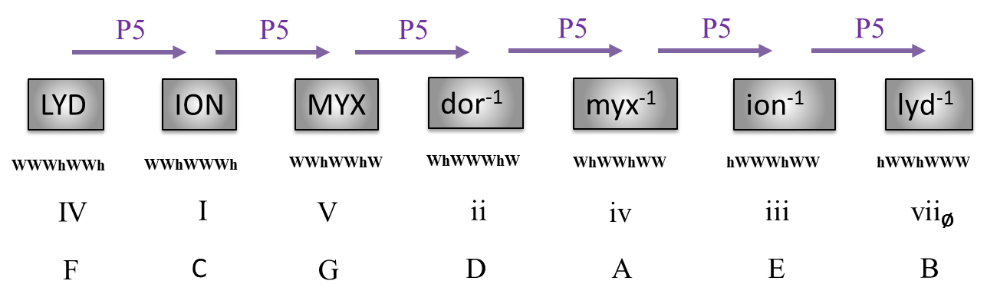 P5 P5 P5 P5 P5 P5
LYD ION MYX dor⁻¹ myx⁻¹ ion⁻¹ lyd⁻¹
WWWhWWh WWhWWWh WWhWWhW WhWWWhW WhWWhWW hWWWhWW hWWhWWW
IV I V ii iv iii viiø
F C G D A E B